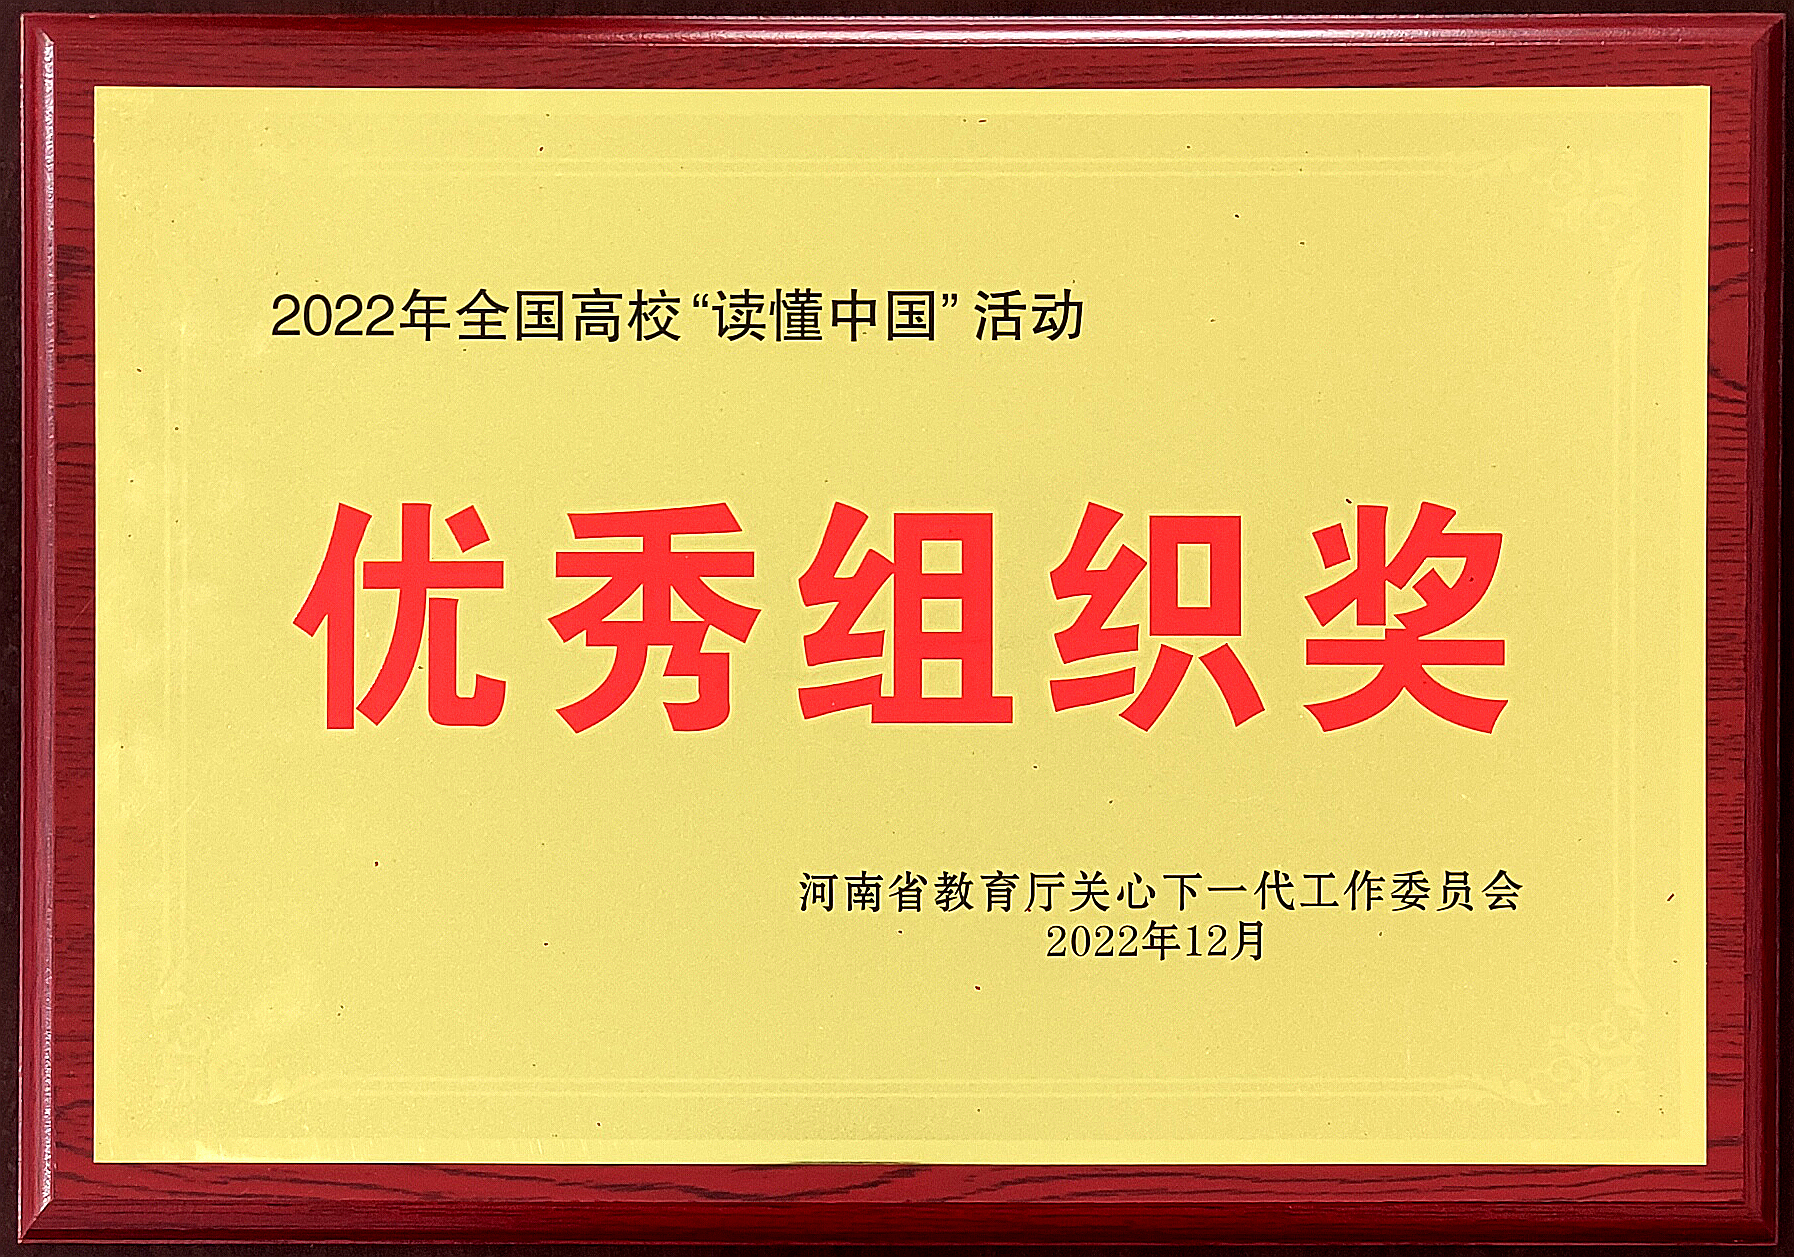 2022年全国高校“读懂中国”活动
优秀组织奖
河南省教育厅关心下一代工作委员会
2022年12月